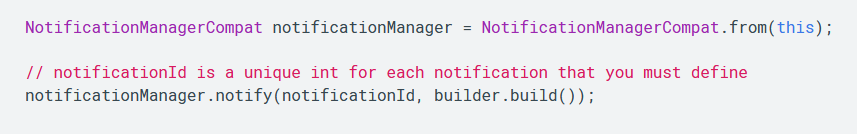 NotificationManagerCompat notificationManager = NotificationManagerCompat.from(this);
// notificationId is a unique int for each notification that you must define
notificationManager.notify(notificationId, builder.build());